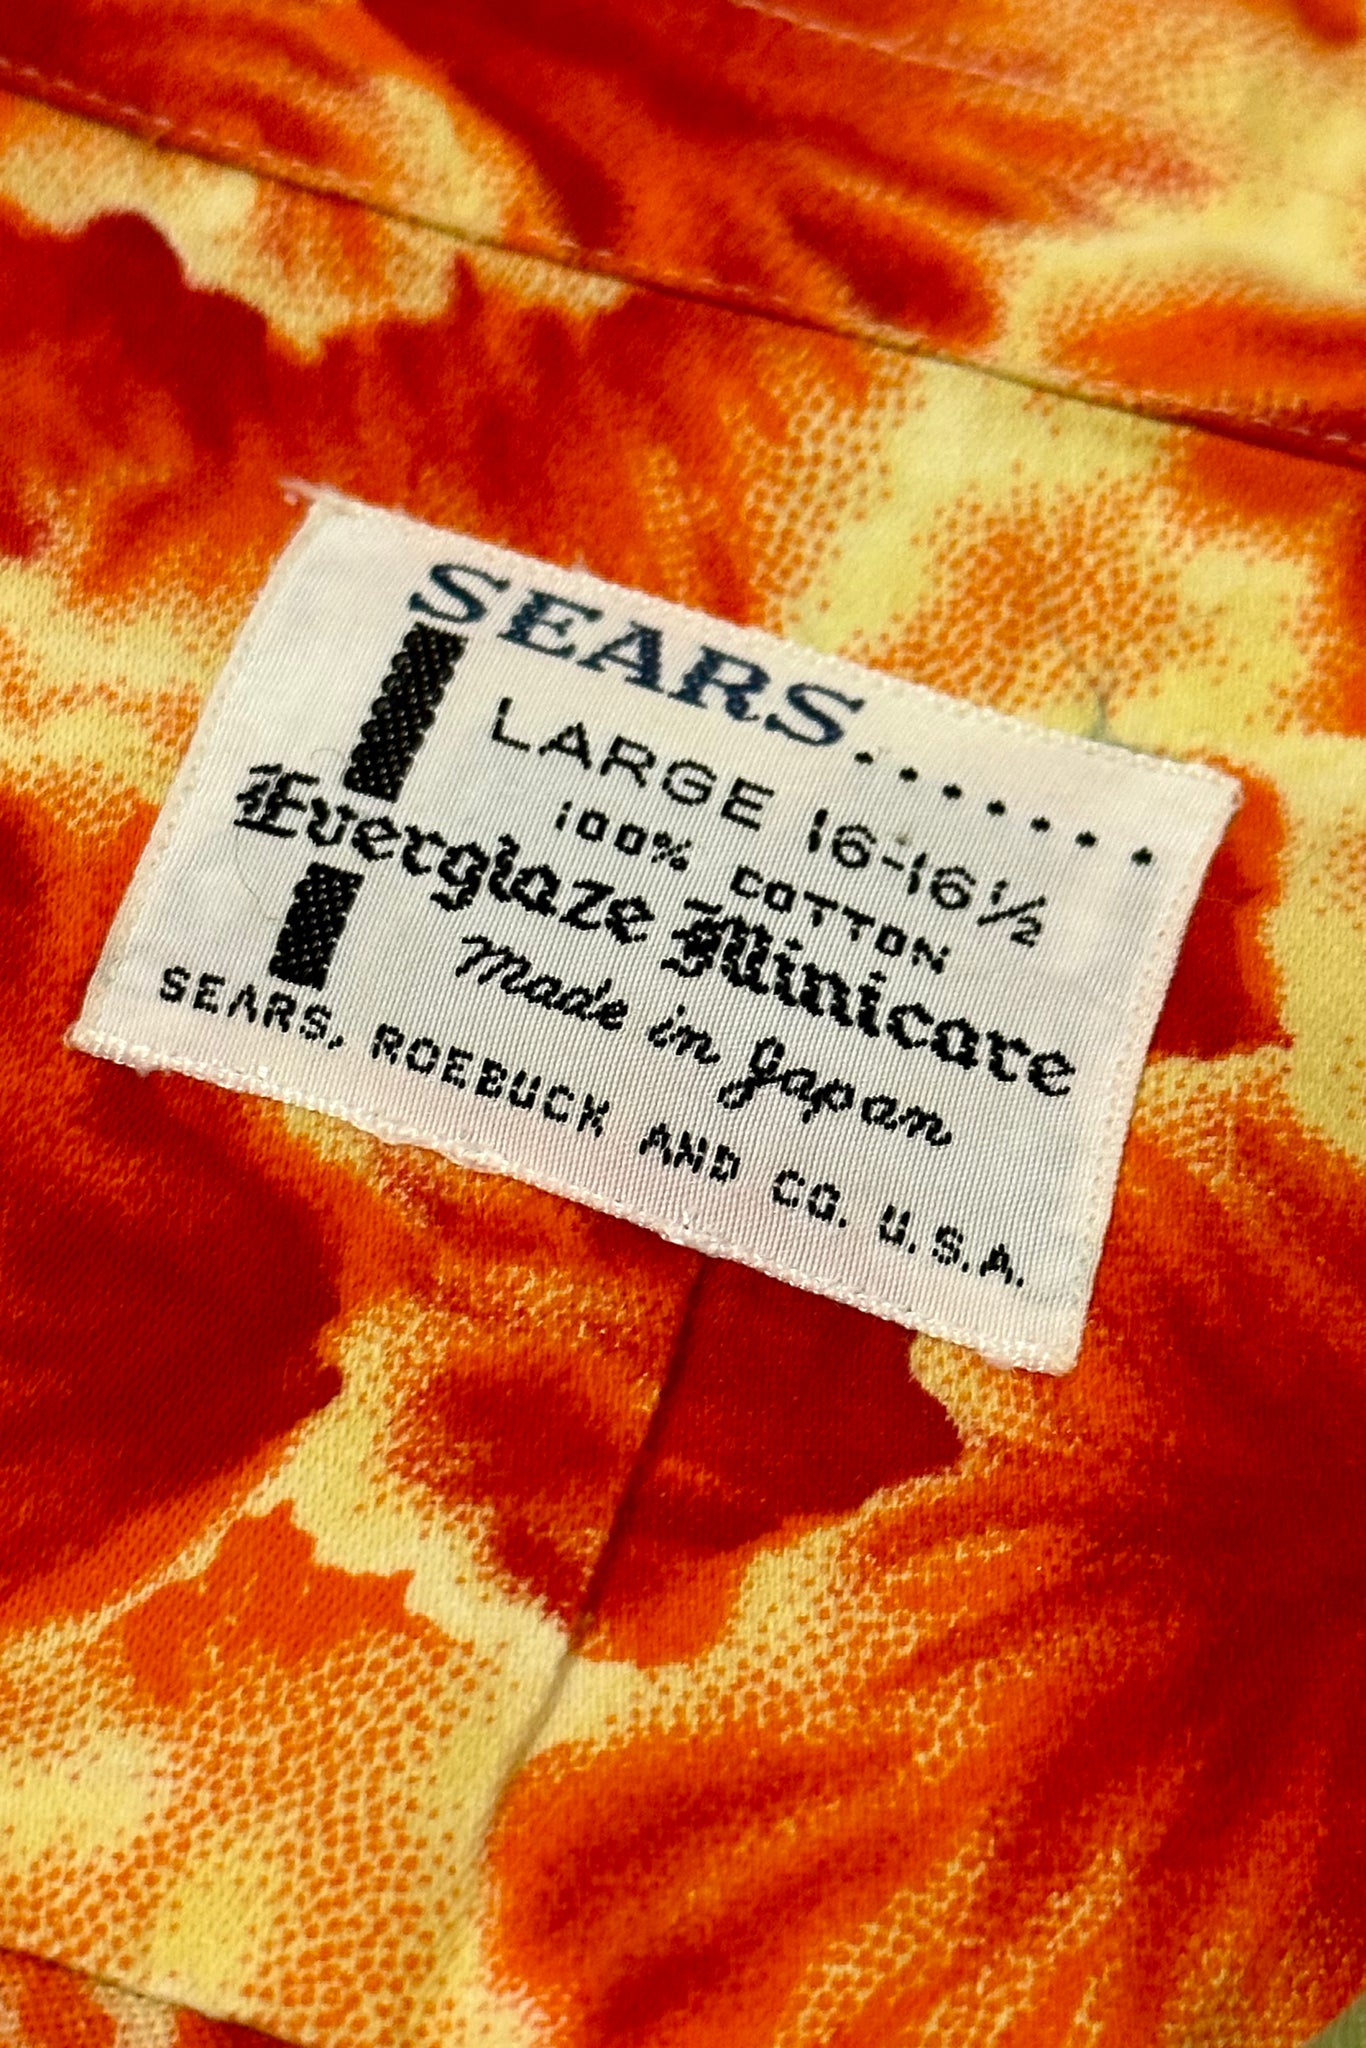 SEARS.......
LARGE 16-16½
100% COTTON
Everglaze Minicare
Made in Japan
SEARS, ROEBUCK AND CO. U.S.A.